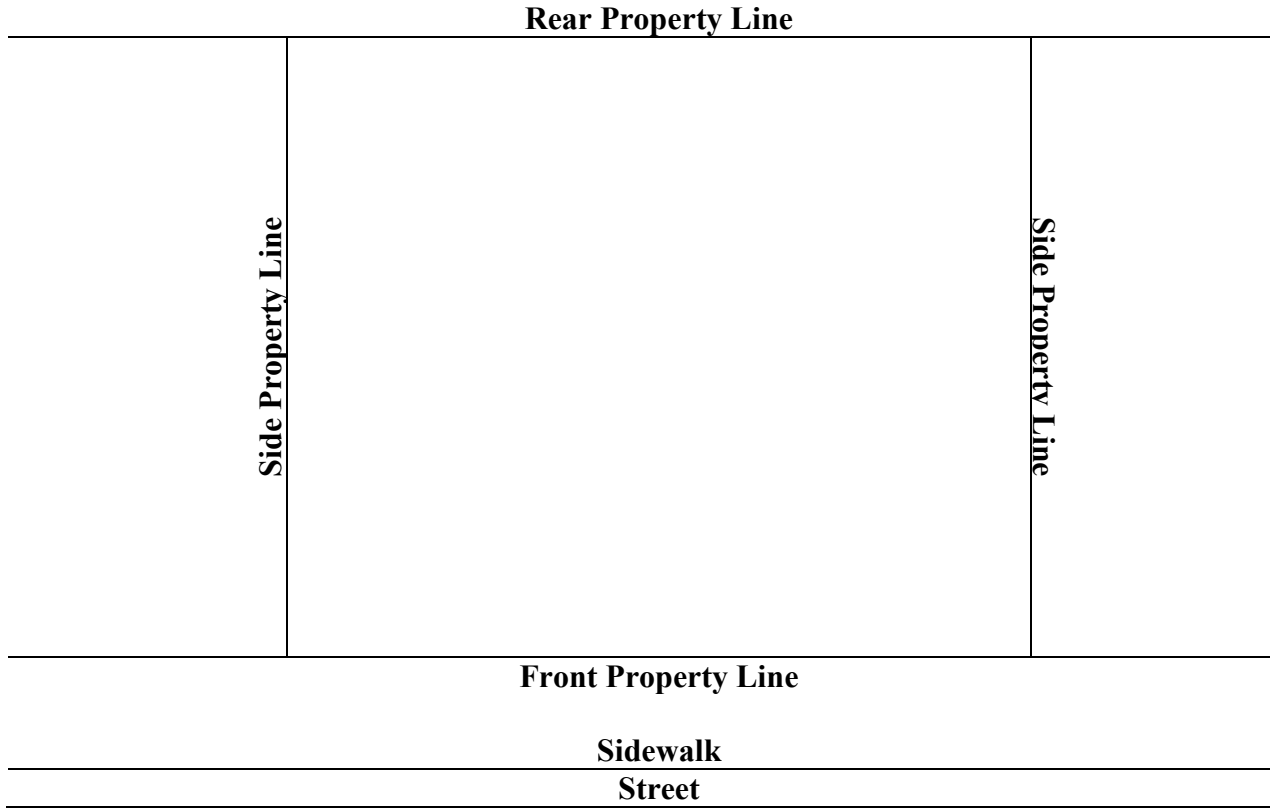 Rear Property Line
Side Property Line
Side Property Line
Front Property Line
Sidewalk
Street